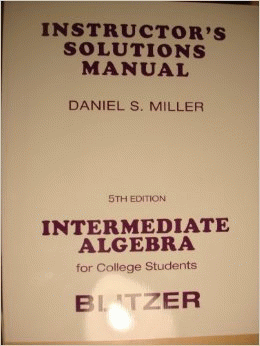 INSTRUCTOR'S
SOLUTIONS
MANUAL
DANIEL S. MILLER
5TH EDITION
INTERMEDIATE
ALGEBRA
for College Students
BLITZER